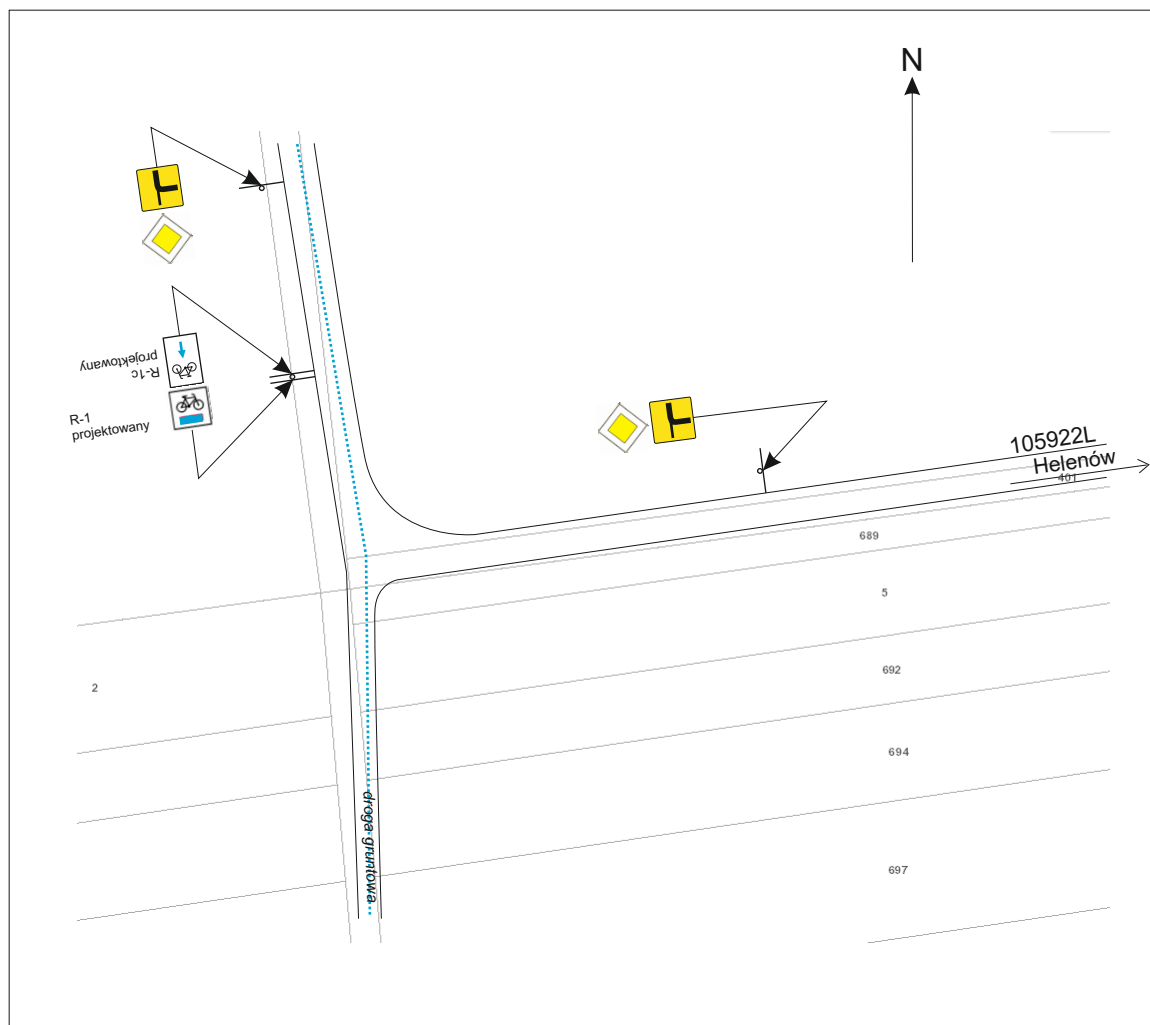 N
R-1c
projektowany
R-1
projektowany
105922L
Helenów
401
689
5
692
2
694
droga gruntowa
697